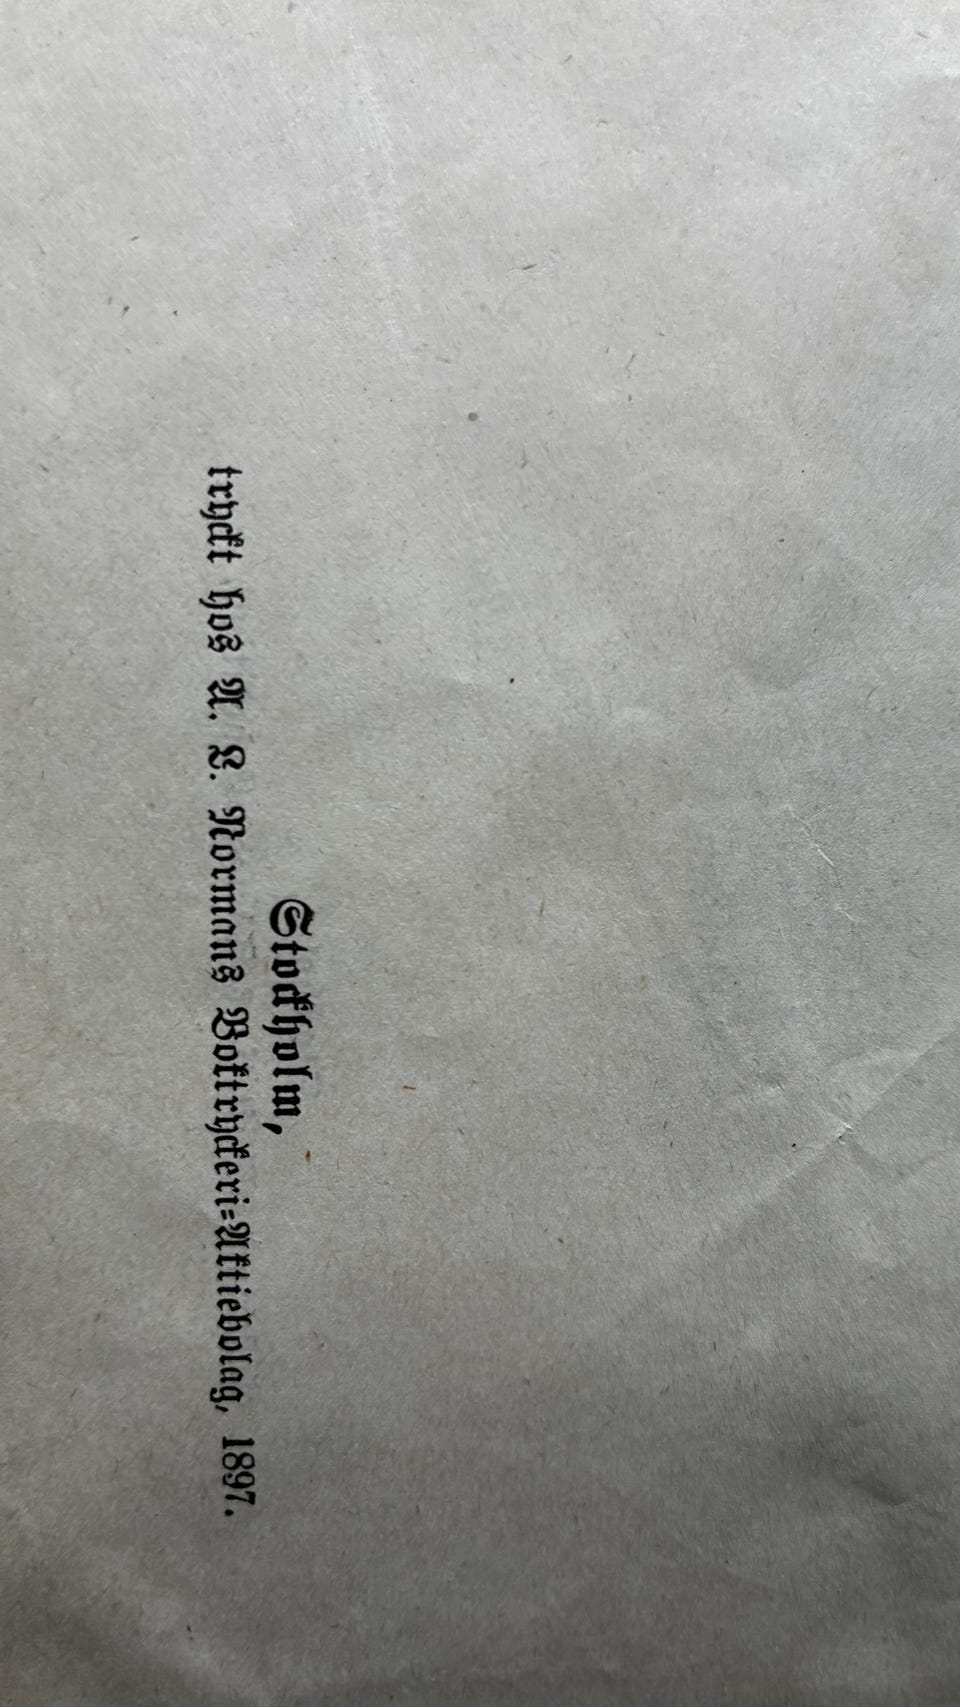 Stockholm,
tryckt hos A. L. Normans Boktryckeri=Aktiebolag, 1897.